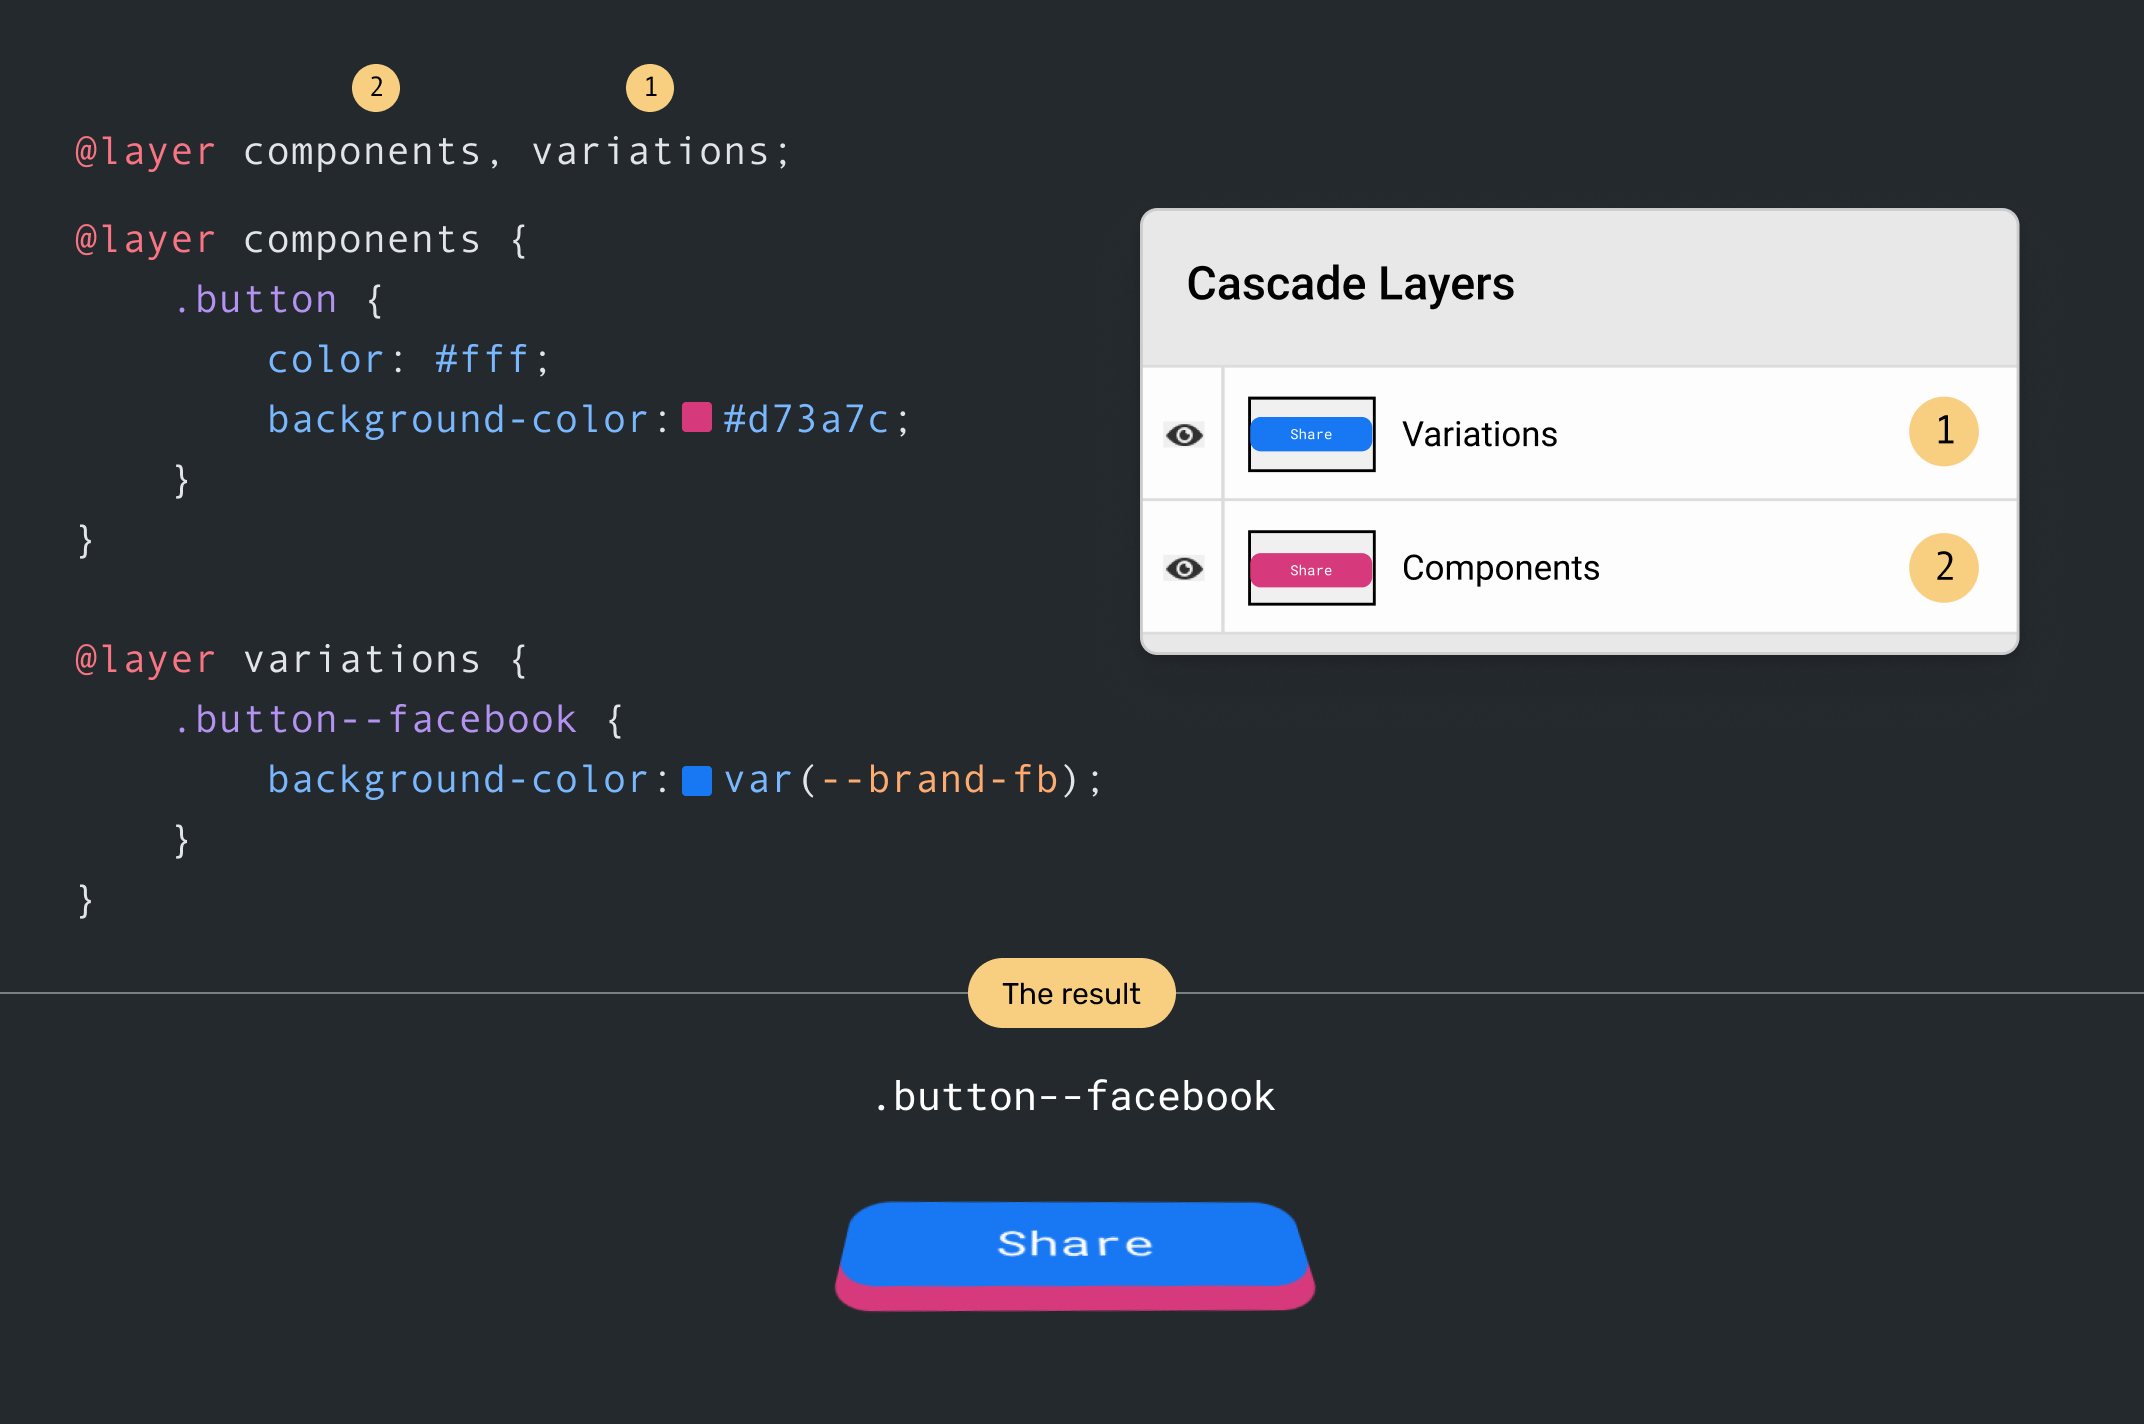 2 1
@layer components, variations;
@layer components {
.button {
color: #fff;
background-color: #d73a7c;
}
}
@layer variations {
.button--facebook {
background-color: var(--brand-fb);
}
}
Cascade Layers
Share Variations 1
Share Components 2
The result
.button--facebook
Share